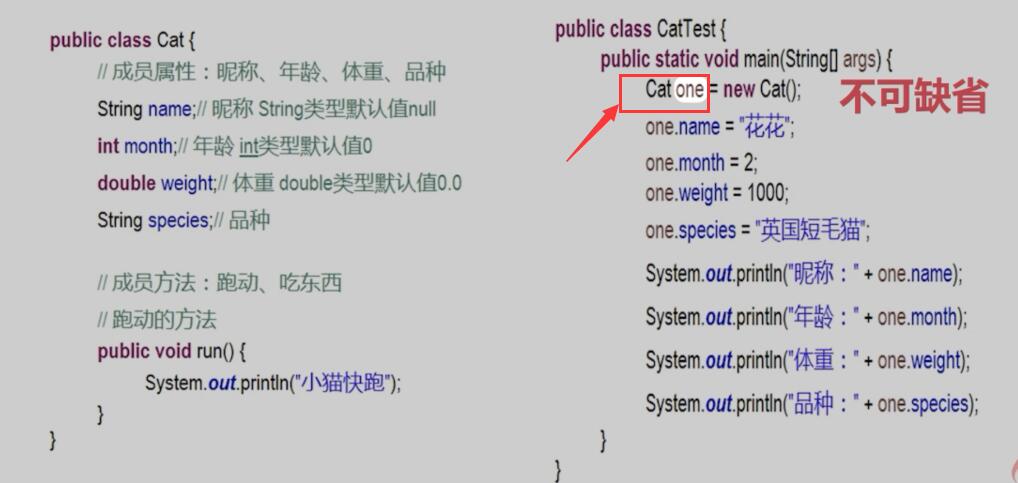 public class Cat {
// 成员属性：昵称、年龄、体重、品种
String name;// 昵称 String类型默认值null
int month;// 年龄 int类型默认值0
double weight;// 体重 double类型默认值0.0
String species;// 品种
// 成员方法：跑动、吃东西
// 跑动的方法
public void run() {
System.out.println("小猫快跑");
}
}
public class CatTest {
public static void main(String[] args) {
Cat one = new Cat();
不可缺省
one.name = "花花";
one.month = 2;
one.weight = 1000;
one.species = "英国短毛猫";
System.out.println("昵称：" + one.name);
System.out.println("年龄：" + one.month);
System.out.println("体重：" + one.weight);
System.out.println("品种：" + one.species);
}
}